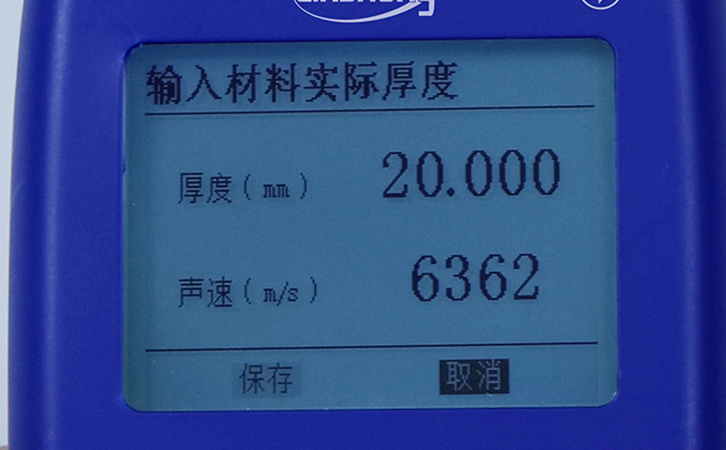 输入材料实际厚度
厚度(mm) 20.000
声速(m/s) 6362
保存 取消